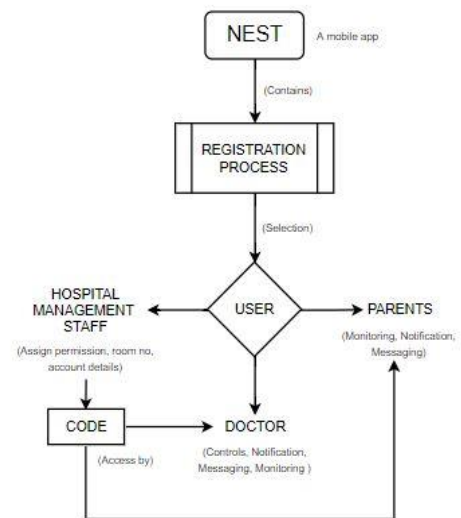 NEST
A mobile app
(Contains)
REGISTRATION
PROCESS
(Selection)
USER
HOSPITAL
MANAGEMENT
STAFF
(Assign permission, room no,
account details)
PARENTS
(Monitoring, Notification,
Messaging)
CODE
(Access by)
DOCTOR
(Controls, Notification,
Messaging, Monitoring )